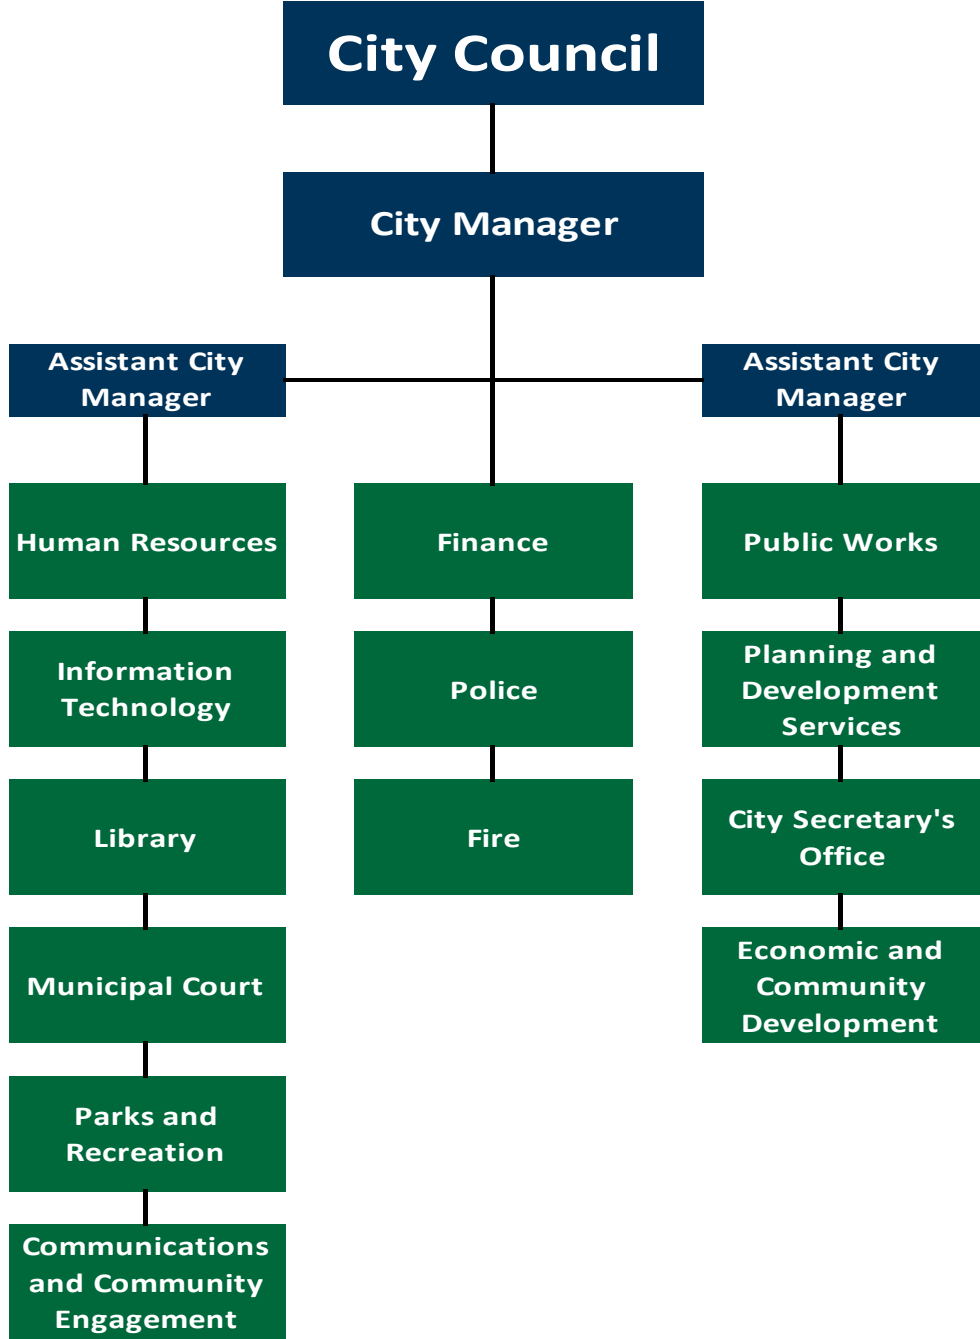 City Council
City Manager
Assistant City
Manager
Assistant City
Manager
Human Resources
Finance
Public Works
Information
Technology
Police
Planning and
Development
Services
Library
Fire
City Secretary's
Office
Municipal Court
Economic and
Community
Development
Parks and
Recreation
Communications
and Community
Engagement